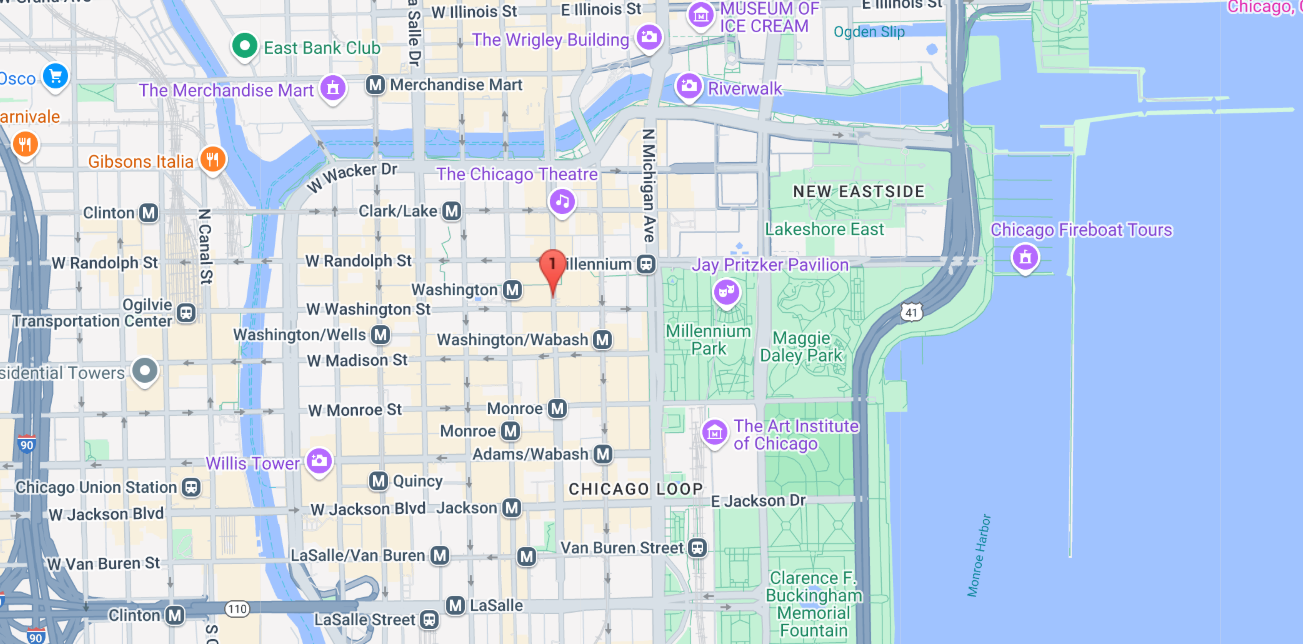 W Illinois St
E Illinois St
MUSEUM OF
ICE CREAM
E Illinois St
Chicago,
La Salle Dr
The Wrigley Building
Ogden Slip
East Bank Club
Osco
The Merchandise Mart
M Merchandise Mart
Riverwalk
arnivale
Gibsons Italia
W Wacker Dr
The Chicago Theatre
N Michigan Ave
NEW EASTSIDE
Clinton M
Clark/Lake M
N Canal St
Lakeshore East
Chicago Fireboat Tours
W Randolph St
W Randolph St
1
illennium
Jay Pritzker Pavilion
Washington M
Ogilvie
Transportation Center
W Washington St
41
Washington/Wells M
Washington/Wabash M
Millennium
Park
Maggie
Daley Park
W Madison St
sidential Towers
W Monroe St
Monroe M
Monroe M
The Art Institute
of Chicago
90
Adams/Wabash M
Willis Tower
M Quincy
Chicago Union Station
CHICAGO LOOP
E Jackson Dr
W Jackson Blvd
W Jackson Blvd
Jackson M
Monroe Harbor
LaSalle/Van Buren M
M
Van Buren Street
W Van Buren St
Clarence F.
Buckingham
Memorial
Fountain
110
M LaSalle
Clinton M
LaSalle Street
90
S C